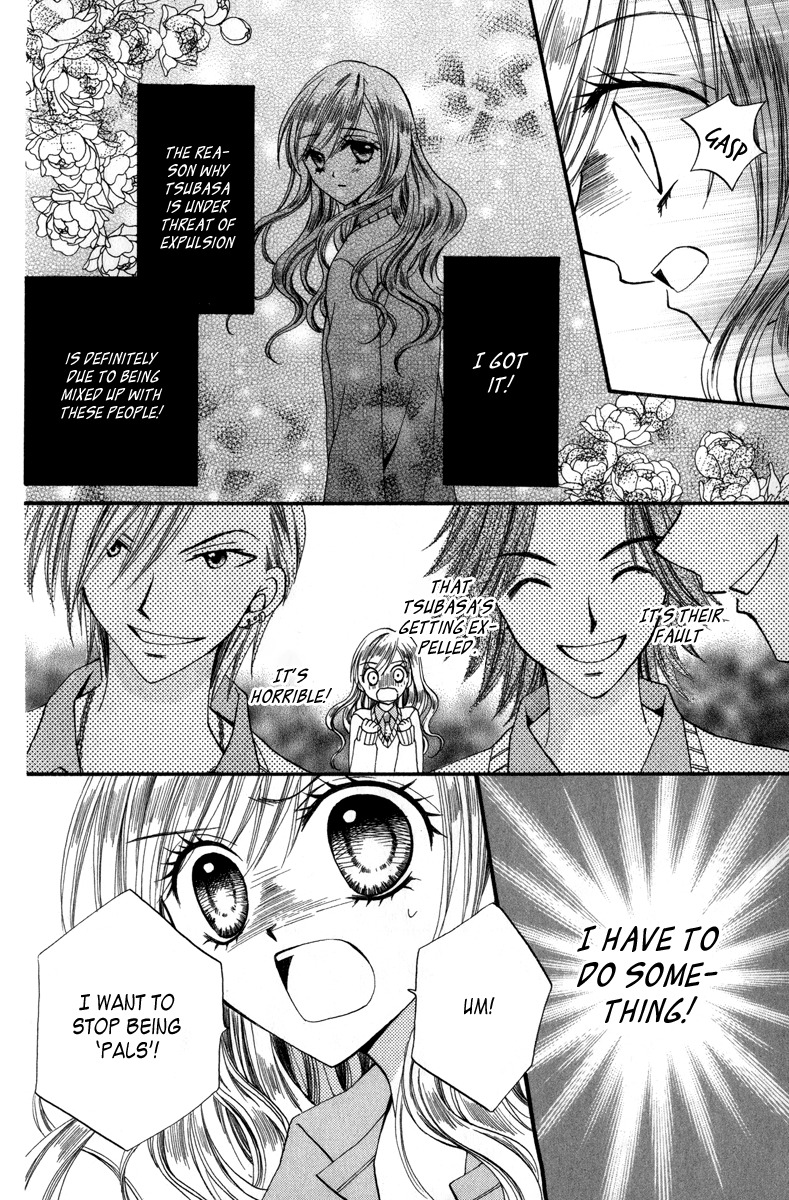 GASP
I GOT
IT!
THE REA-
SON WHY
TSUBASA
IS UNDER
THREAT OF
EXPULSION
IS DEFINITELY
DUE TO BEING
MIXED UP WITH
THESE PEOPLE!
IT'S THEIR
FAULT
THAT
TSUBASA'S
GETTING EX-
PELLED.
IT'S
HORRIBLE!
I HAVE TO
DO SOME-
THING!
UM!
I WANT TO
STOP BEING
'PALS'!